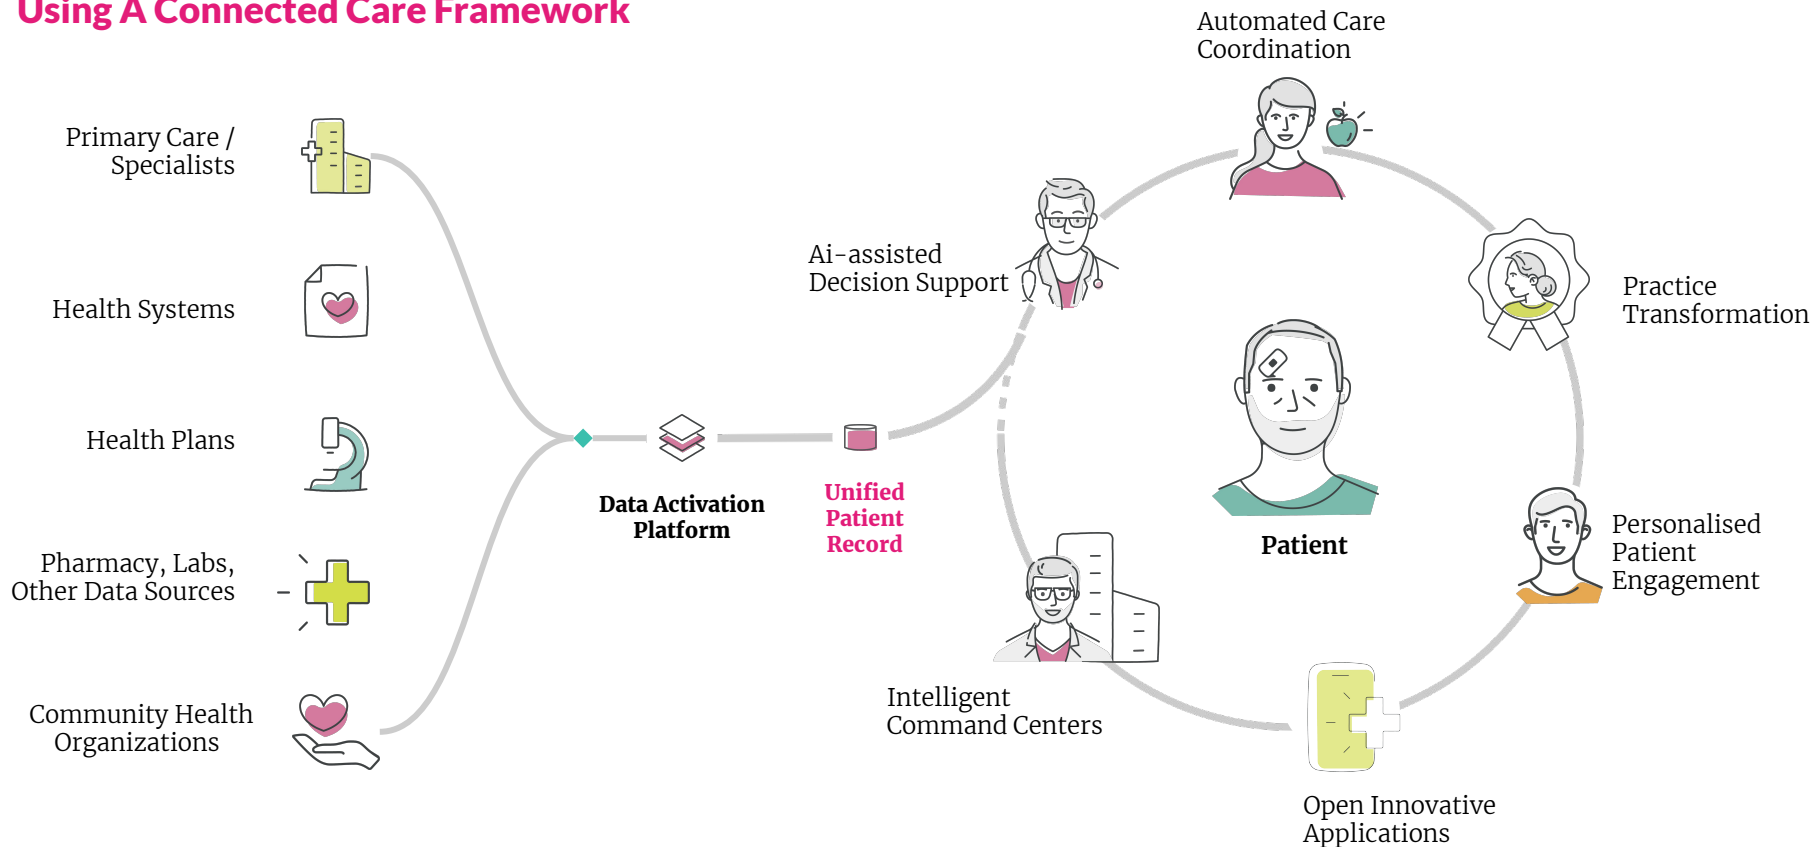 Using A Connected Care Framework
Primary Care /
Specialists
Health Systems
Health Plans
Pharmacy, Labs,
Other Data Sources
Community Health
Organizations
Data Activation
Platform
Unified
Patient
Record
Ai-assisted
Decision Support
Automated Care
Coordination
Practice
Transformation
Personalised
Patient
Engagement
Open Innovative
Applications
Intelligent
Command Centers
Patient